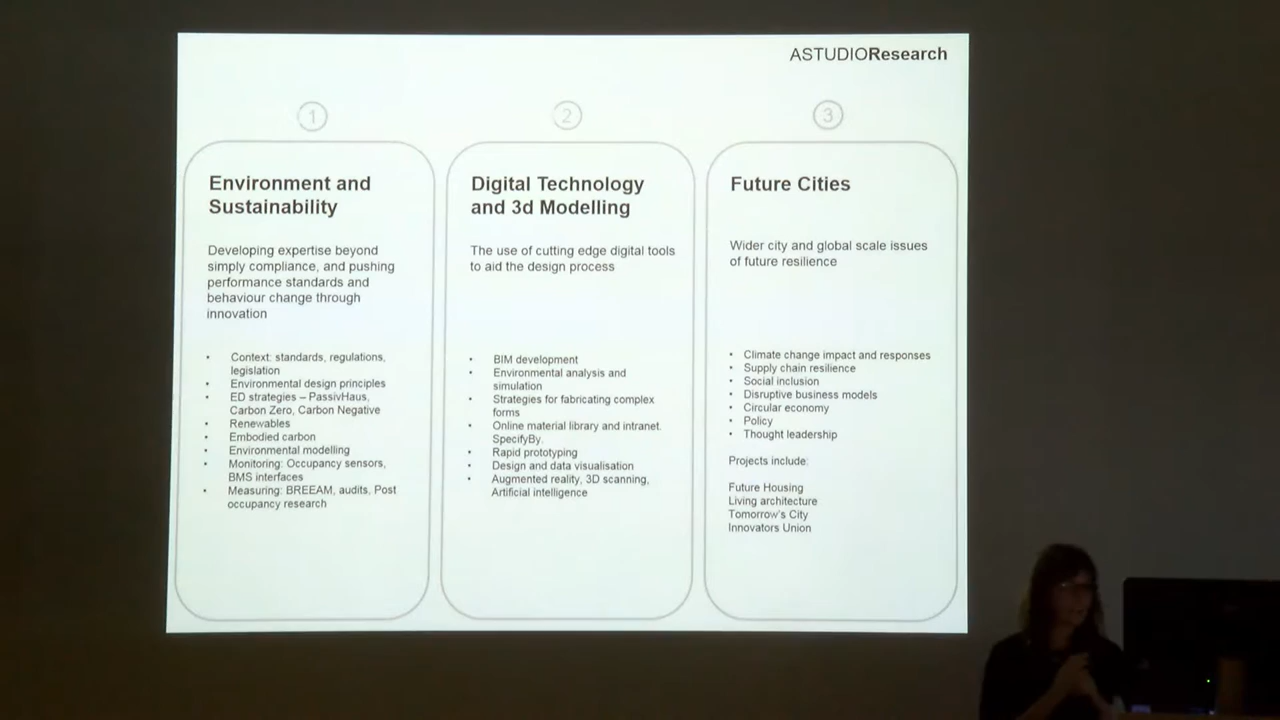 ASTUDIOResearch
1
Environment and
Sustainability
Developing expertise beyond
simply compliance, and pushing
performance standards and
behaviour change through
innovation
• Context: standards, regulations,
legislation
• Environmental design principles
• ED strategies – PassivHaus,
Carbon Zero, Carbon Negative
• Renewables
• Embodied carbon
• Environmental modelling
• Monitoring: Occupancy sensors,
BMS interfaces
• Measuring: BREEAM, audits, Post
occupancy research
2
Digital Technology
and 3d Modelling
The use of cutting edge digital tools
to aid the design process
• BIM development
• Environmental analysis and
simulation
• Strategies for fabricating complex
forms
• Online material library and intranet.
SpecifyBy.
• Rapid prototyping
• Design and data visualisation
• Augmented reality, 3D scanning,
Artificial intelligence
3
Future Cities
Wider city and global scale issues
of future resilience
• Climate change impact and responses
• Supply chain resilience
• Social inclusion
• Disruptive business models
• Circular economy
• Policy
• Thought leadership
Projects include:
Future Housing
Living architecture
Tomorrow's City
Innovators Union